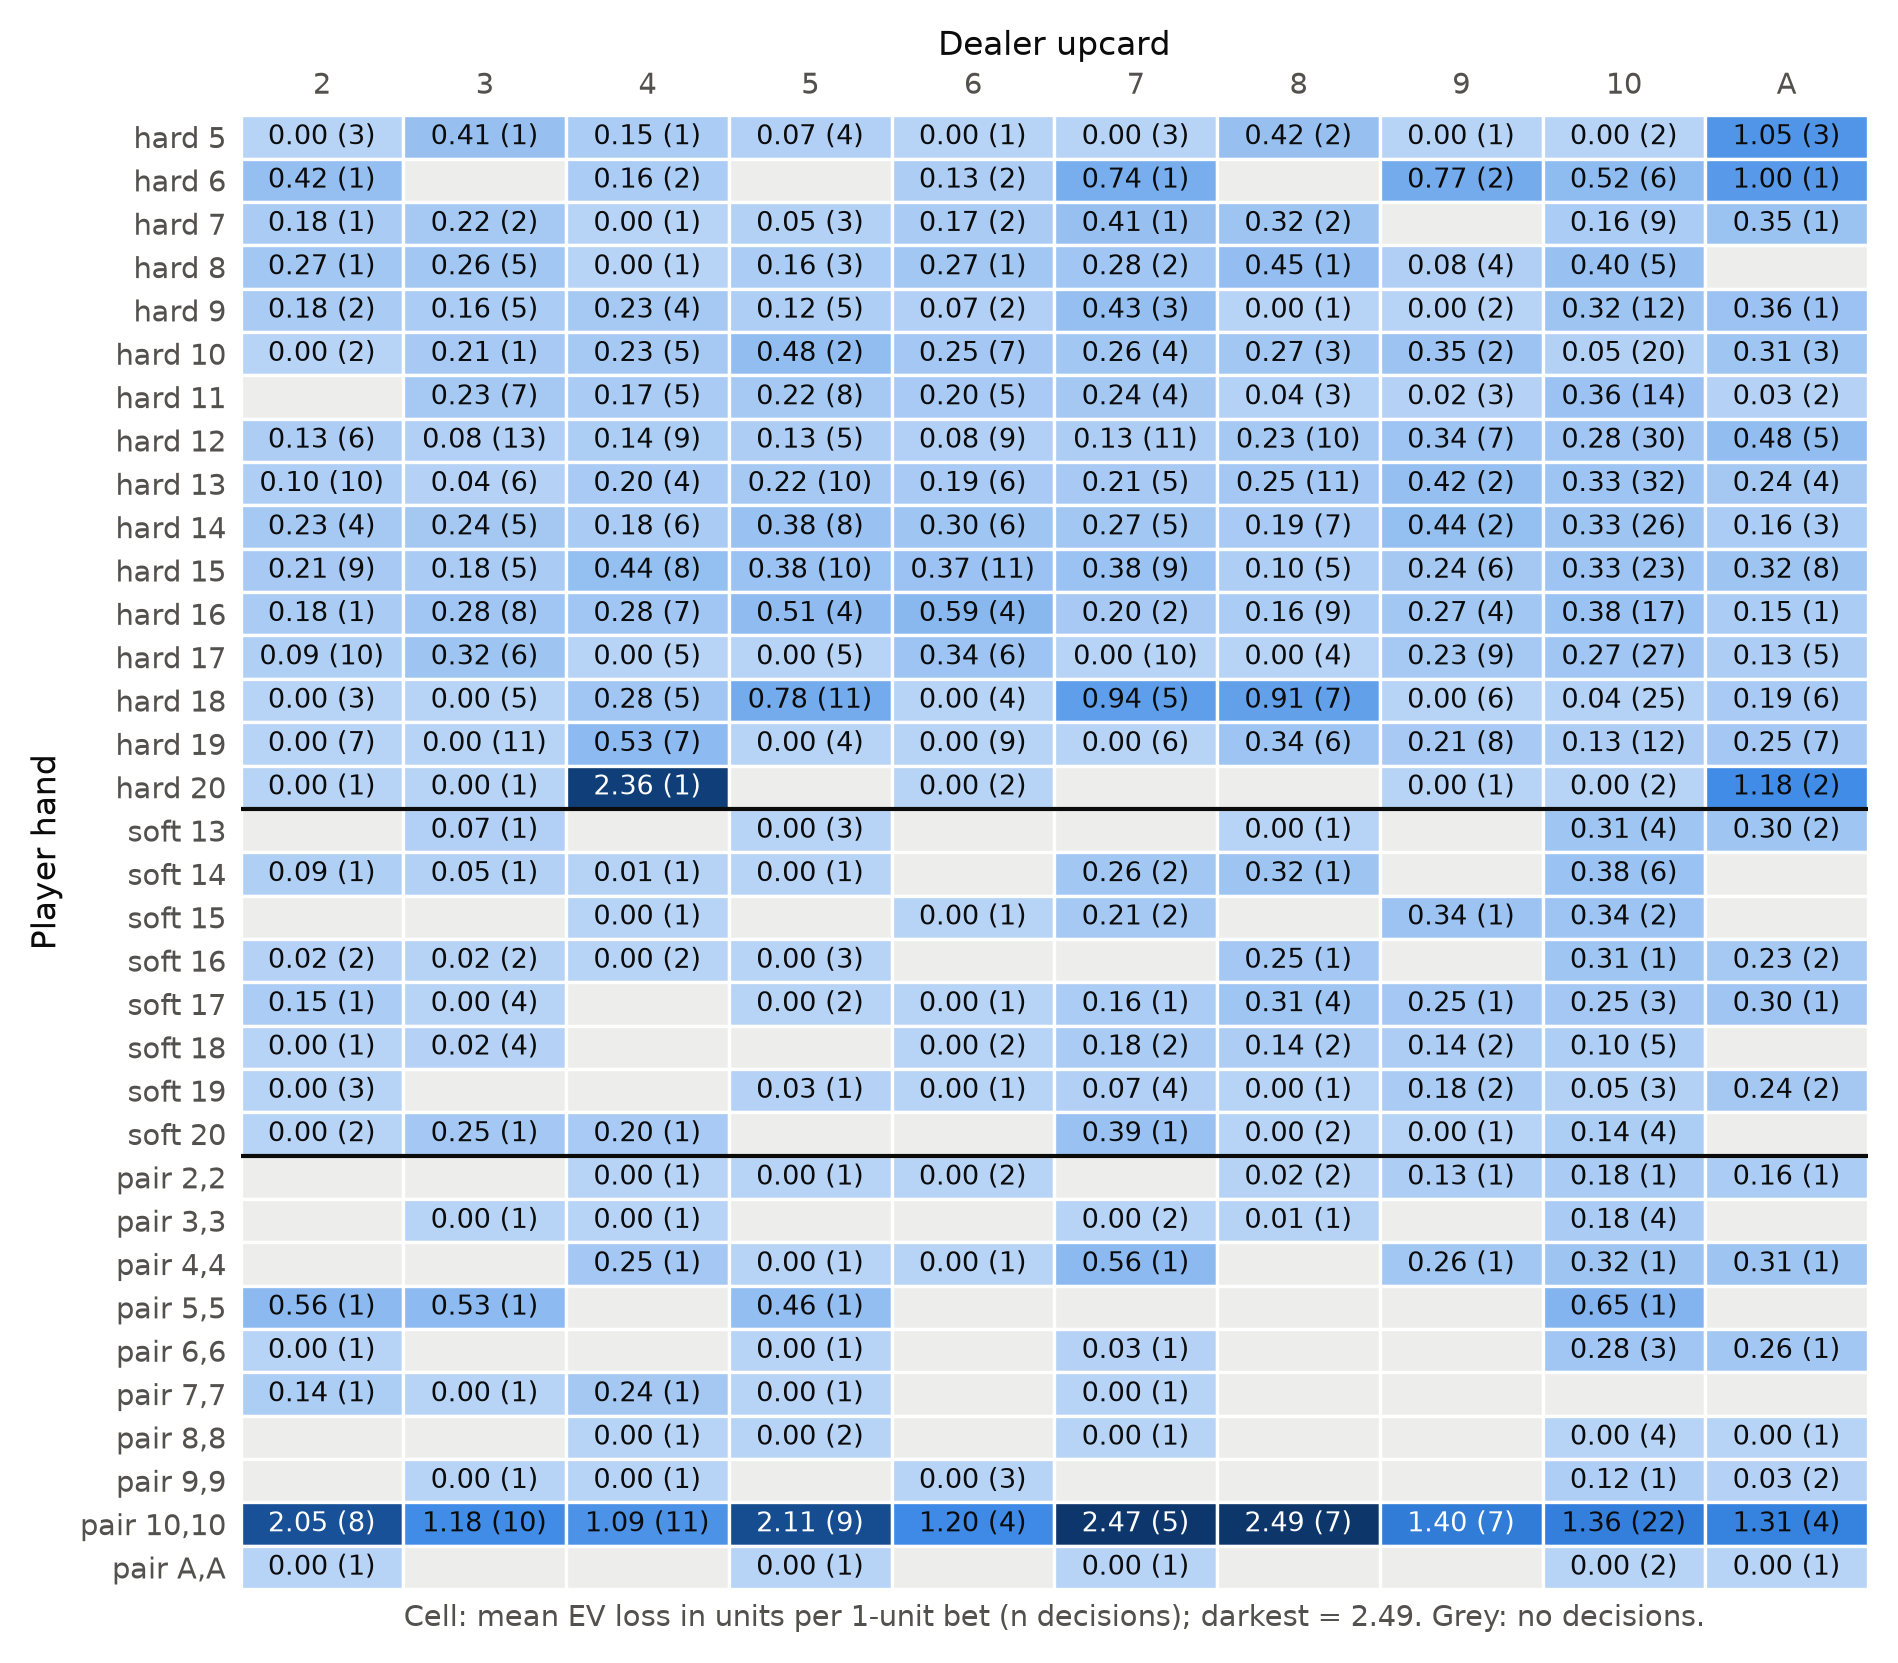 Dealer upcard
2 3 4 5 6 7 8 9 10 A
Player hand
hard 5 0.00 (3) 0.41 (1) 0.15 (1) 0.07 (4) 0.00 (1) 0.00 (3) 0.42 (2) 0.00 (1) 0.00 (2) 1.05 (3)
hard 6 0.42 (1) 0.16 (2) 0.13 (2) 0.74 (1) 0.77 (2) 0.52 (6) 1.00 (1)
hard 7 0.18 (1) 0.22 (2) 0.00 (1) 0.05 (3) 0.17 (2) 0.41 (1) 0.32 (2) 0.16 (9) 0.35 (1)
hard 8 0.27 (1) 0.26 (5) 0.00 (1) 0.16 (3) 0.27 (1) 0.28 (2) 0.45 (1) 0.08 (4) 0.40 (5)
hard 9 0.18 (2) 0.16 (5) 0.23 (4) 0.12 (5) 0.07 (2) 0.43 (3) 0.00 (1) 0.00 (2) 0.32 (12) 0.36 (1)
hard 10 0.00 (2) 0.21 (1) 0.23 (5) 0.48 (2) 0.25 (7) 0.26 (4) 0.27 (3) 0.35 (2) 0.05 (20) 0.31 (3)
hard 11 0.23 (7) 0.17 (5) 0.22 (8) 0.20 (5) 0.24 (4) 0.04 (3) 0.02 (3) 0.36 (14) 0.03 (2)
hard 12 0.13 (6) 0.08 (13) 0.14 (9) 0.13 (5) 0.08 (9) 0.13 (11) 0.23 (10) 0.34 (7) 0.28 (30) 0.48 (5)
hard 13 0.10 (10) 0.04 (6) 0.20 (4) 0.22 (10) 0.19 (6) 0.21 (5) 0.25 (11) 0.42 (2) 0.33 (32) 0.24 (4)
hard 14 0.23 (4) 0.24 (5) 0.18 (6) 0.38 (8) 0.30 (6) 0.27 (5) 0.19 (7) 0.44 (2) 0.33 (26) 0.16 (3)
hard 15 0.21 (9) 0.18 (5) 0.44 (8) 0.38 (10) 0.37 (11) 0.38 (9) 0.10 (5) 0.24 (6) 0.33 (23) 0.32 (8)
hard 16 0.18 (1) 0.28 (8) 0.28 (7) 0.51 (4) 0.59 (4) 0.20 (2) 0.16 (9) 0.27 (4) 0.38 (17) 0.15 (1)
hard 17 0.09 (10) 0.32 (6) 0.00 (5) 0.00 (5) 0.34 (6) 0.00 (10) 0.00 (4) 0.23 (9) 0.27 (27) 0.13 (5)
hard 18 0.00 (3) 0.00 (5) 0.28 (5) 0.78 (11) 0.00 (4) 0.94 (5) 0.91 (7) 0.00 (6) 0.04 (25) 0.19 (6)
hard 19 0.00 (7) 0.00 (11) 0.53 (7) 0.00 (4) 0.00 (9) 0.00 (6) 0.34 (6) 0.21 (8) 0.13 (12) 0.25 (7)
hard 20 0.00 (1) 0.00 (1) 2.36 (1) 0.00 (2) 0.00 (1) 0.00 (2) 1.18 (2)
soft 13 0.07 (1) 0.00 (3) 0.00 (1) 0.31 (4) 0.30 (2)
soft 14 0.09 (1) 0.05 (1) 0.01 (1) 0.00 (1) 0.26 (2) 0.32 (1) 0.38 (6)
soft 15 0.00 (1) 0.00 (1) 0.21 (2) 0.34 (1) 0.34 (2)
soft 16 0.02 (2) 0.02 (2) 0.00 (2) 0.00 (3) 0.25 (1) 0.31 (1) 0.23 (2)
soft 17 0.15 (1) 0.00 (4) 0.00 (2) 0.00 (1) 0.16 (1) 0.31 (4) 0.25 (1) 0.25 (3) 0.30 (1)
soft 18 0.00 (1) 0.02 (4) 0.00 (2) 0.18 (2) 0.14 (2) 0.14 (2) 0.10 (5)
soft 19 0.00 (3) 0.03 (1) 0.00 (1) 0.07 (4) 0.00 (1) 0.18 (2) 0.05 (3) 0.24 (2)
soft 20 0.00 (2) 0.25 (1) 0.20 (1) 0.39 (1) 0.00 (2) 0.00 (1) 0.14 (4)
pair 2,2 0.00 (1) 0.00 (1) 0.00 (2) 0.02 (2) 0.13 (1) 0.18 (1) 0.16 (1)
pair 3,3 0.00 (1) 0.00 (1) 0.00 (2) 0.01 (1) 0.18 (4)
pair 4,4 0.25 (1) 0.00 (1) 0.00 (1) 0.56 (1) 0.26 (1) 0.32 (1) 0.31 (1)
pair 5,5 0.56 (1) 0.53 (1) 0.46 (1) 0.65 (1)
pair 6,6 0.00 (1) 0.00 (1) 0.03 (1) 0.28 (3) 0.26 (1)
pair 7,7 0.14 (1) 0.00 (1) 0.24 (1) 0.00 (1) 0.00 (1)
pair 8,8 0.00 (1) 0.00 (2) 0.00 (1) 0.00 (4) 0.00 (1)
pair 9,9 0.00 (1) 0.00 (1) 0.00 (3) 0.12 (1) 0.03 (2)
pair 10,10 2.05 (8) 1.18 (10) 1.09 (11) 2.11 (9) 1.20 (4) 2.47 (5) 2.49 (7) 1.40 (7) 1.36 (22) 1.31 (4)
pair A,A 0.00 (1) 0.00 (1) 0.00 (1) 0.00 (2) 0.00 (1)
Cell: mean EV loss in units per 1-unit bet (n decisions); darkest = 2.49. Grey: no decisions.